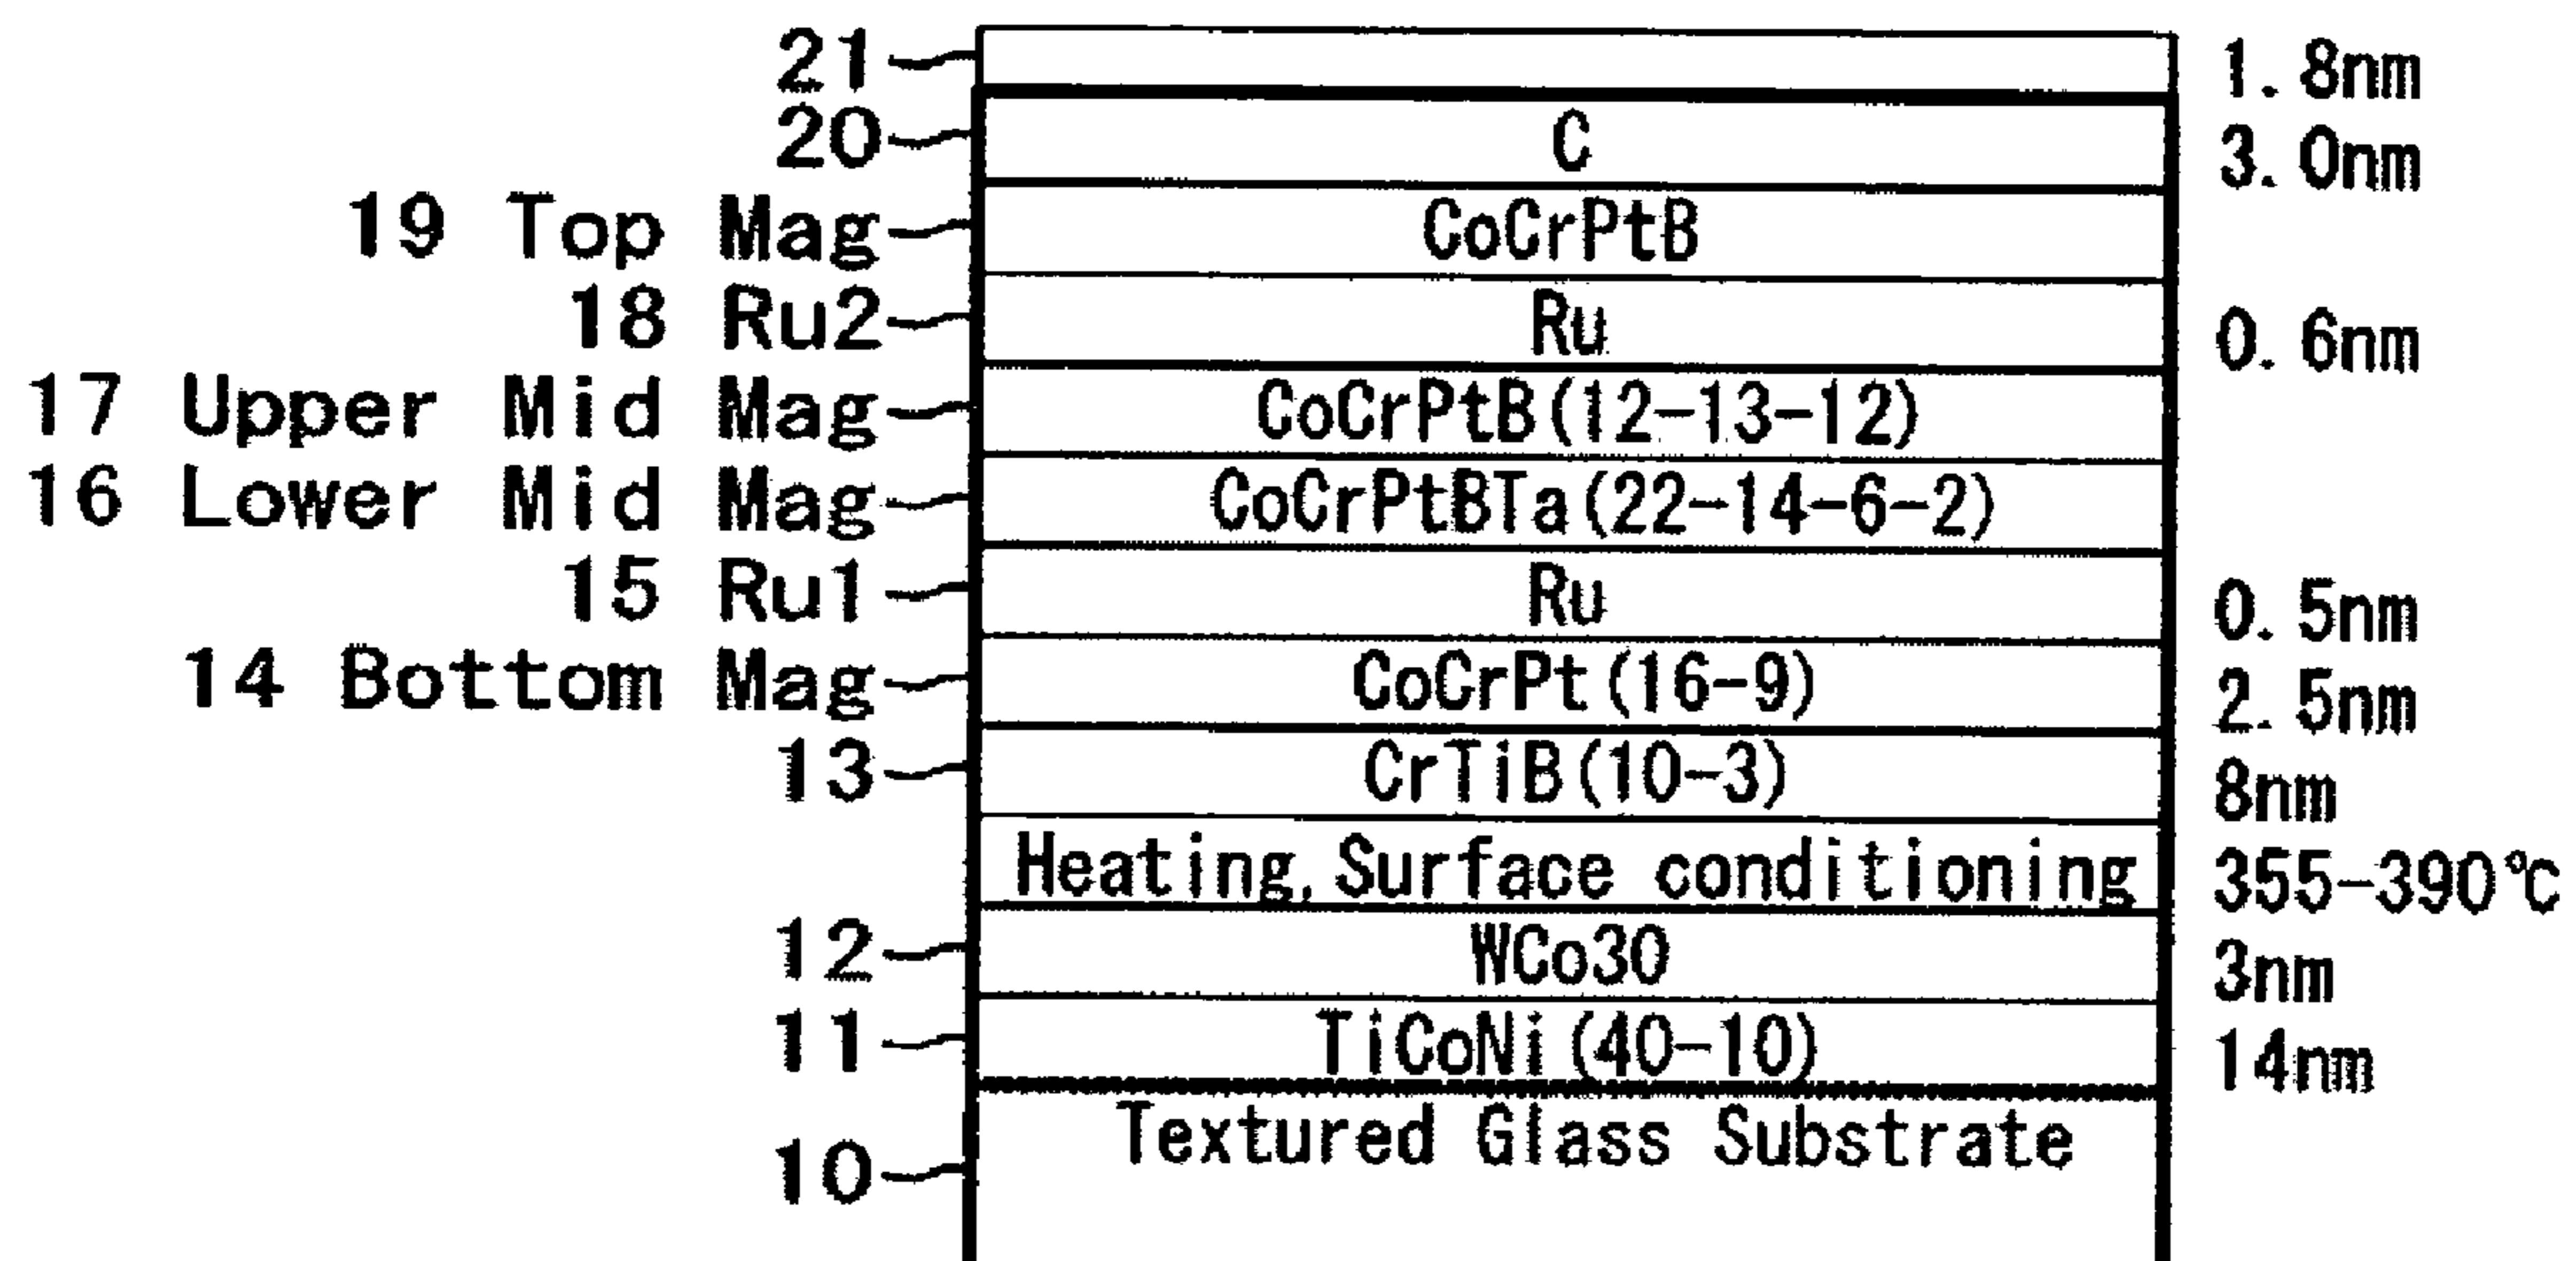 21 1.8nm
20 C 3.0nm
19 Top Mag CoCrPtB
18 Ru2 Ru 0.6nm
17 Upper Mid Mag CoCrPtB(12-13-12)
16 Lower Mid Mag CoCrPtBTa(22-14-6-2)
15 Ru1 Ru 0.5nm
14 Bottom Mag CoCrPt(16-9) 2.5nm
13 CrTiB(10-3) 8nm
Heating,Surface conditioning 355-390℃
12 WCo30 3nm
11 TiCoNi(40-10) 14nm
10 Textured Glass Substrate